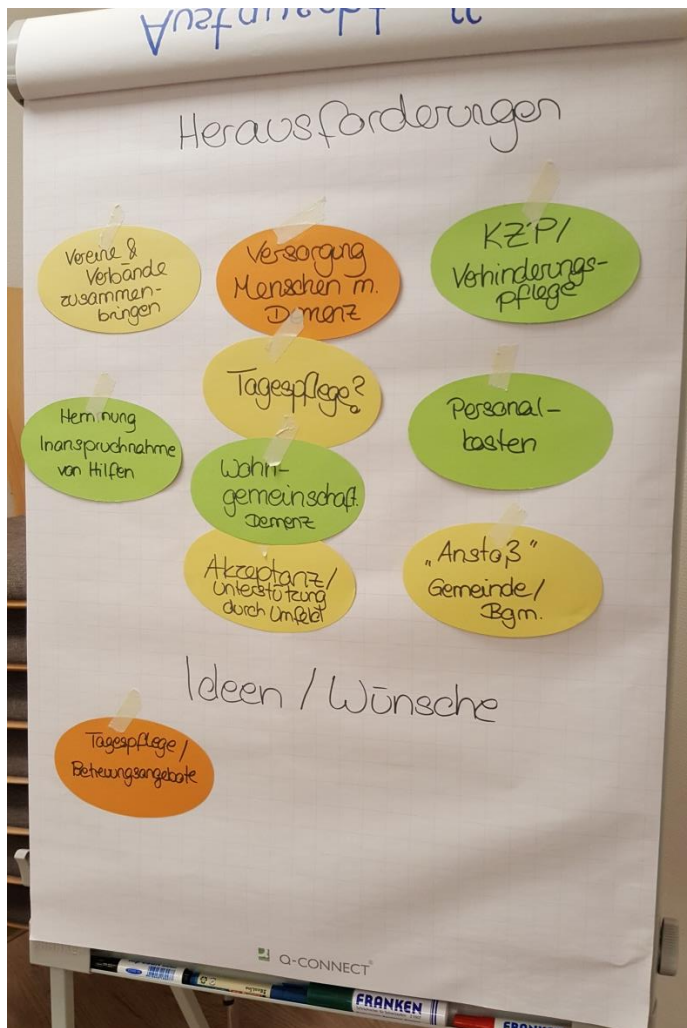 Herausforderungen
Vereine &
Verbände
zusammen-
bringen
Versorgung
Menschen m.
Demenz
KZP/
Verhinderungs-
pflege
Tagespflege?
Hemmung
Inanspruchnahme
von Hilfen
Personal-
kosten
Wohn-
gemeinschaft
Demenz
Akzeptanz/
Unterstützung
durch Umfeld
„Anstoß"
Gemeinde/
Bgm.
Ideen / Wünsche
Tagespflege/
Betreuungsangebote
Q-CONNECT
FRANKEN
FRANKEN